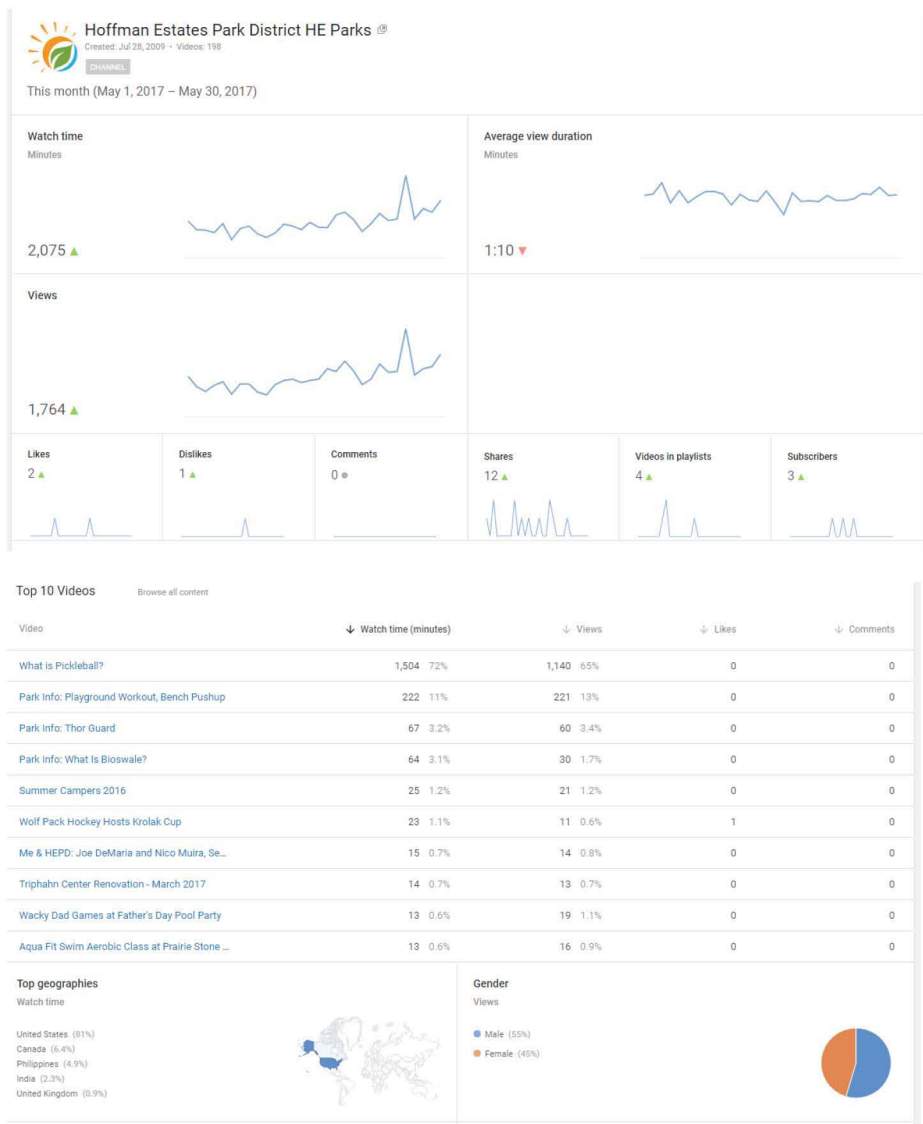 Hoffman Estates Park District HE Parks
Created: Jul 28, 2009 • Videos: 198
CHANNEL
This month (May 1, 2017 – May 30, 2017)
Watch time
Minutes
2,075
Average view duration
Minutes
1:10
Views
1,764
Likes
2
Dislikes
1
Comments
0
Shares
12
Videos in playlists
4
Subscribers
3
Top 10 Videos Browse all content
Video Watch time (minutes) Views Likes Comments
What is Pickleball? 1,504 72% 1,140 65% 0 0
Park Info: Playground Workout, Bench Pushup 222 11% 221 13% 0 0
Park Info: Thor Guard 67 3.2% 60 3.4% 0 0
Park Info: What Is Bioswale? 64 3.1% 30 1.7% 0 0
Summer Campers 2016 25 1.2% 21 1.2% 0 0
Wolf Pack Hockey Hosts Krolak Cup 23 1.1% 11 0.6% 1 0
Me & HEPD: Joe DeMaria and Nico Muira, Se... 15 0.7% 14 0.8% 0 0
Triphahn Center Renovation - March 2017 14 0.7% 13 0.7% 0 0
Wacky Dad Games at Father's Day Pool Party 13 0.6% 19 1.1% 0 0
Aqua Fit Swim Aerobic Class at Prairie Stone ... 13 0.6% 16 0.9% 0 0
Top geographies
Watch time
United States (81%)
Canada (6.4%)
Philippines (4.9%)
India (2.3%)
United Kingdom (0.9%)
Gender
Views
Male (55%)
Female (45%)